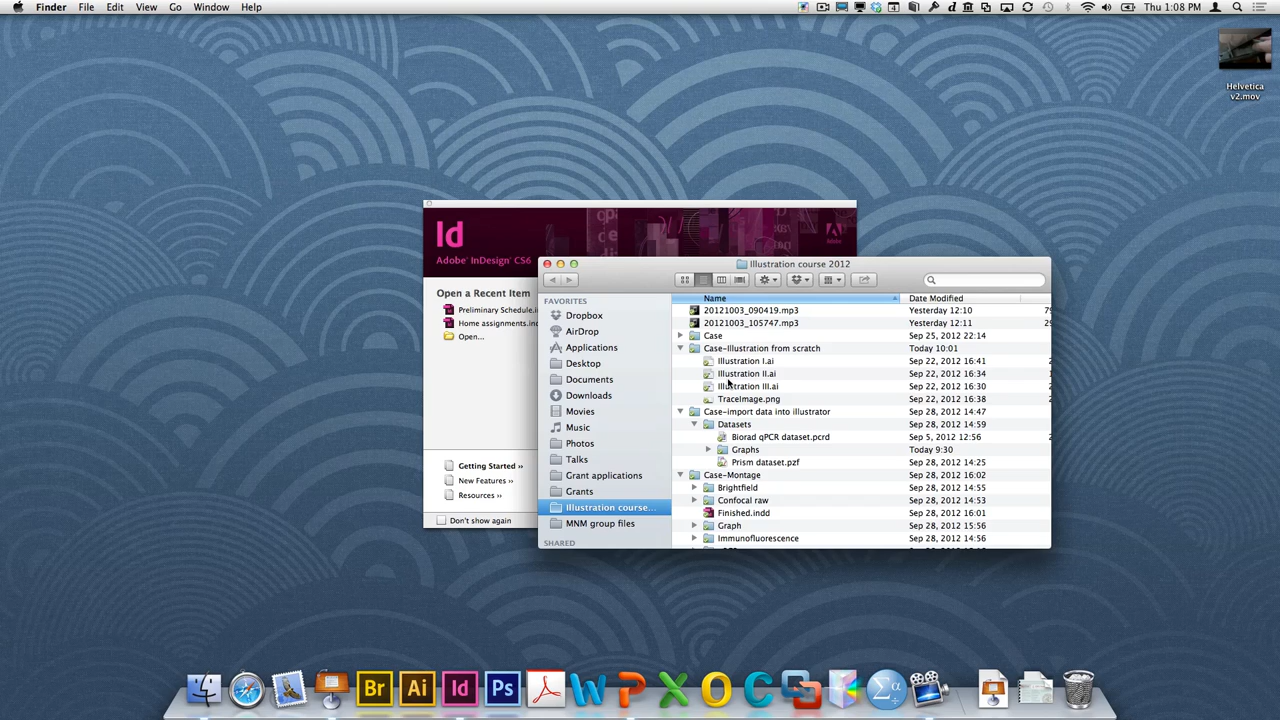 Finder File Edit View Go Window Help
Thu 1:08 PM
Helvetica
v2.mov
Id
Adobe® InDesign® CS6
Open a Recent Item
Preliminary Schedule.in
Home assignments.ind
Open...
Getting Started ››
New Features ››
Resources ››
Don't show again
Illustration course 2012
FAVORITES
Dropbox
AirDrop
Applications
Desktop
Documents
Downloads
Movies
Music
Photos
Talks
Grant applications
Grants
Illustration course...
MNM group files
SHARED
Name Date Modified
20121003_090419.mp3 Yesterday 12:10
20121003_105747.mp3 Yesterday 12:11
Case Sep 25, 2012 22:14
Case-Illustration from scratch Today 10:01
Illustration I.ai Sep 22, 2012 16:41
Illustration II.ai Sep 22, 2012 16:34
Illustration III.ai Sep 22, 2012 16:30
TraceImage.png Sep 22, 2012 16:38
Case-import data into illustrator Sep 28, 2012 14:47
Datasets Sep 28, 2012 14:59
Biorad qPCR dataset.pcrd Sep 5, 2012 12:56
Graphs Today 9:30
Prism dataset.pzf Sep 28, 2012 14:25
Case-Montage Sep 28, 2012 16:02
Brightfield Sep 28, 2012 14:55
Confocal raw Sep 28, 2012 14:53
Finished.indd Sep 28, 2012 16:01
Graph Sep 28, 2012 15:56
Immunofluorescence Sep 28, 2012 14:56
Br Ai Id Ps